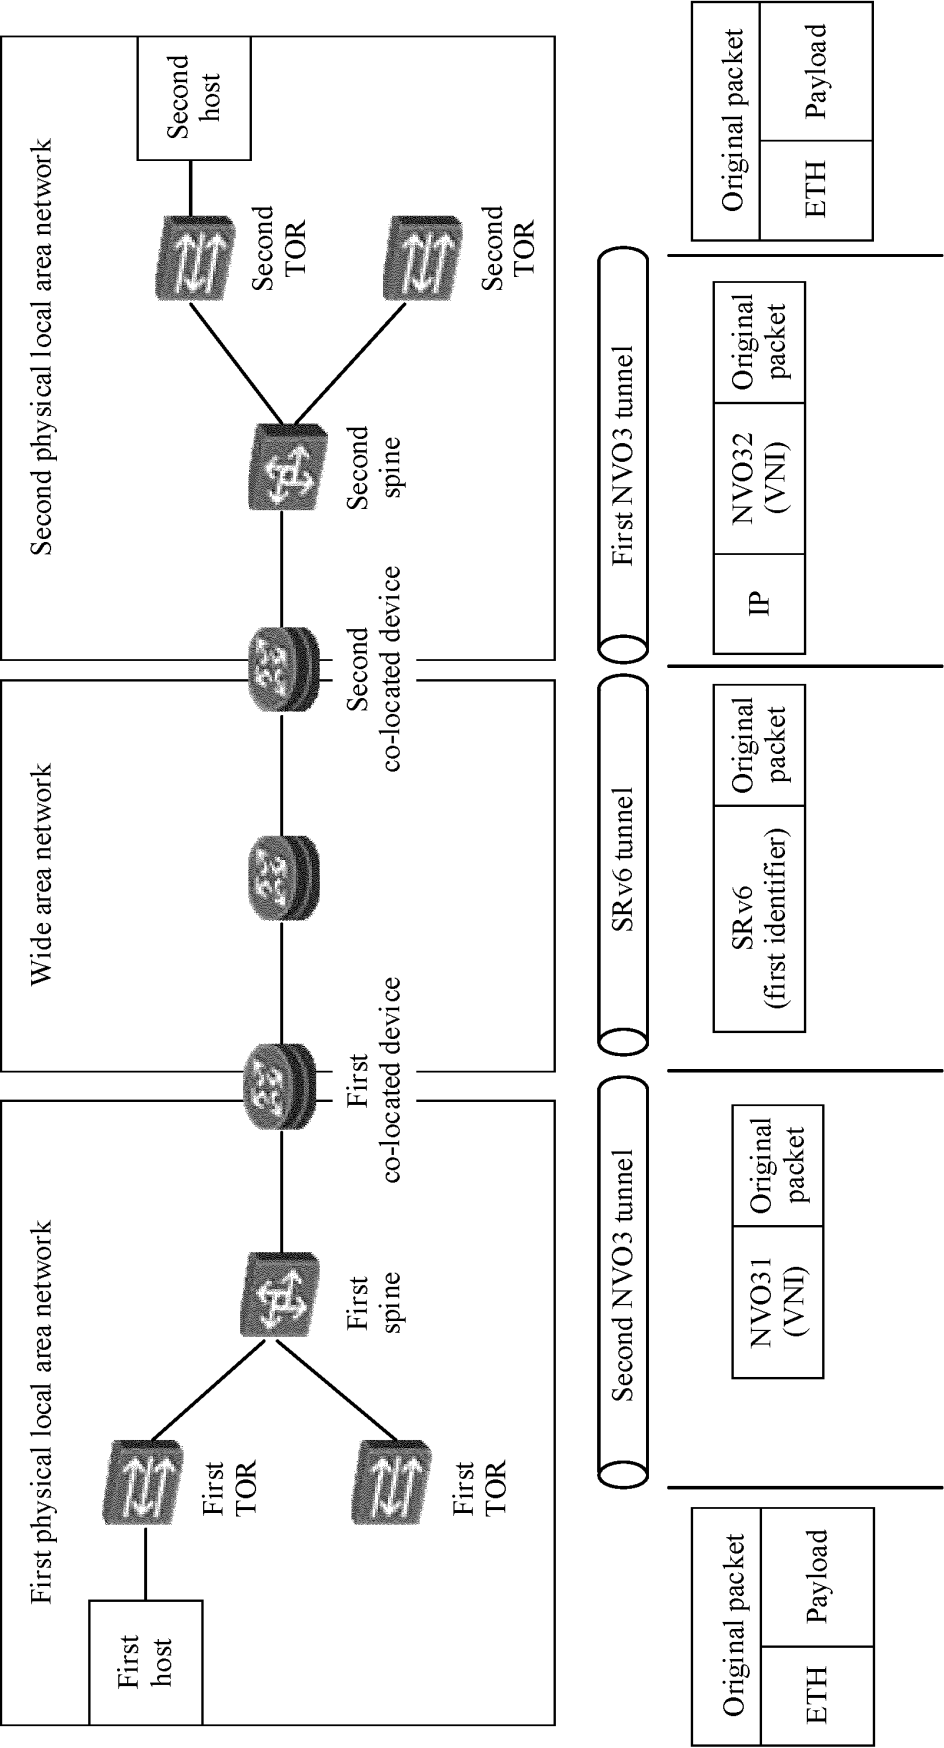 First physical local area network
Wide area network
Second physical local area network
First
host
First
TOR
First
TOR
First
spine
First
co-located device
Second
co-located device
Second
spine
Second
TOR
Second
TOR
Second
host
Second NVO3 tunnel
SRv6 tunnel
First NVO3 tunnel
Original packet
ETH
Payload
NVO31
(VNI)
Original
packet
SRv6
(first identifier)
Original
packet
IP
NVO32
(VNI)
Original
packet
Original packet
ETH
Payload